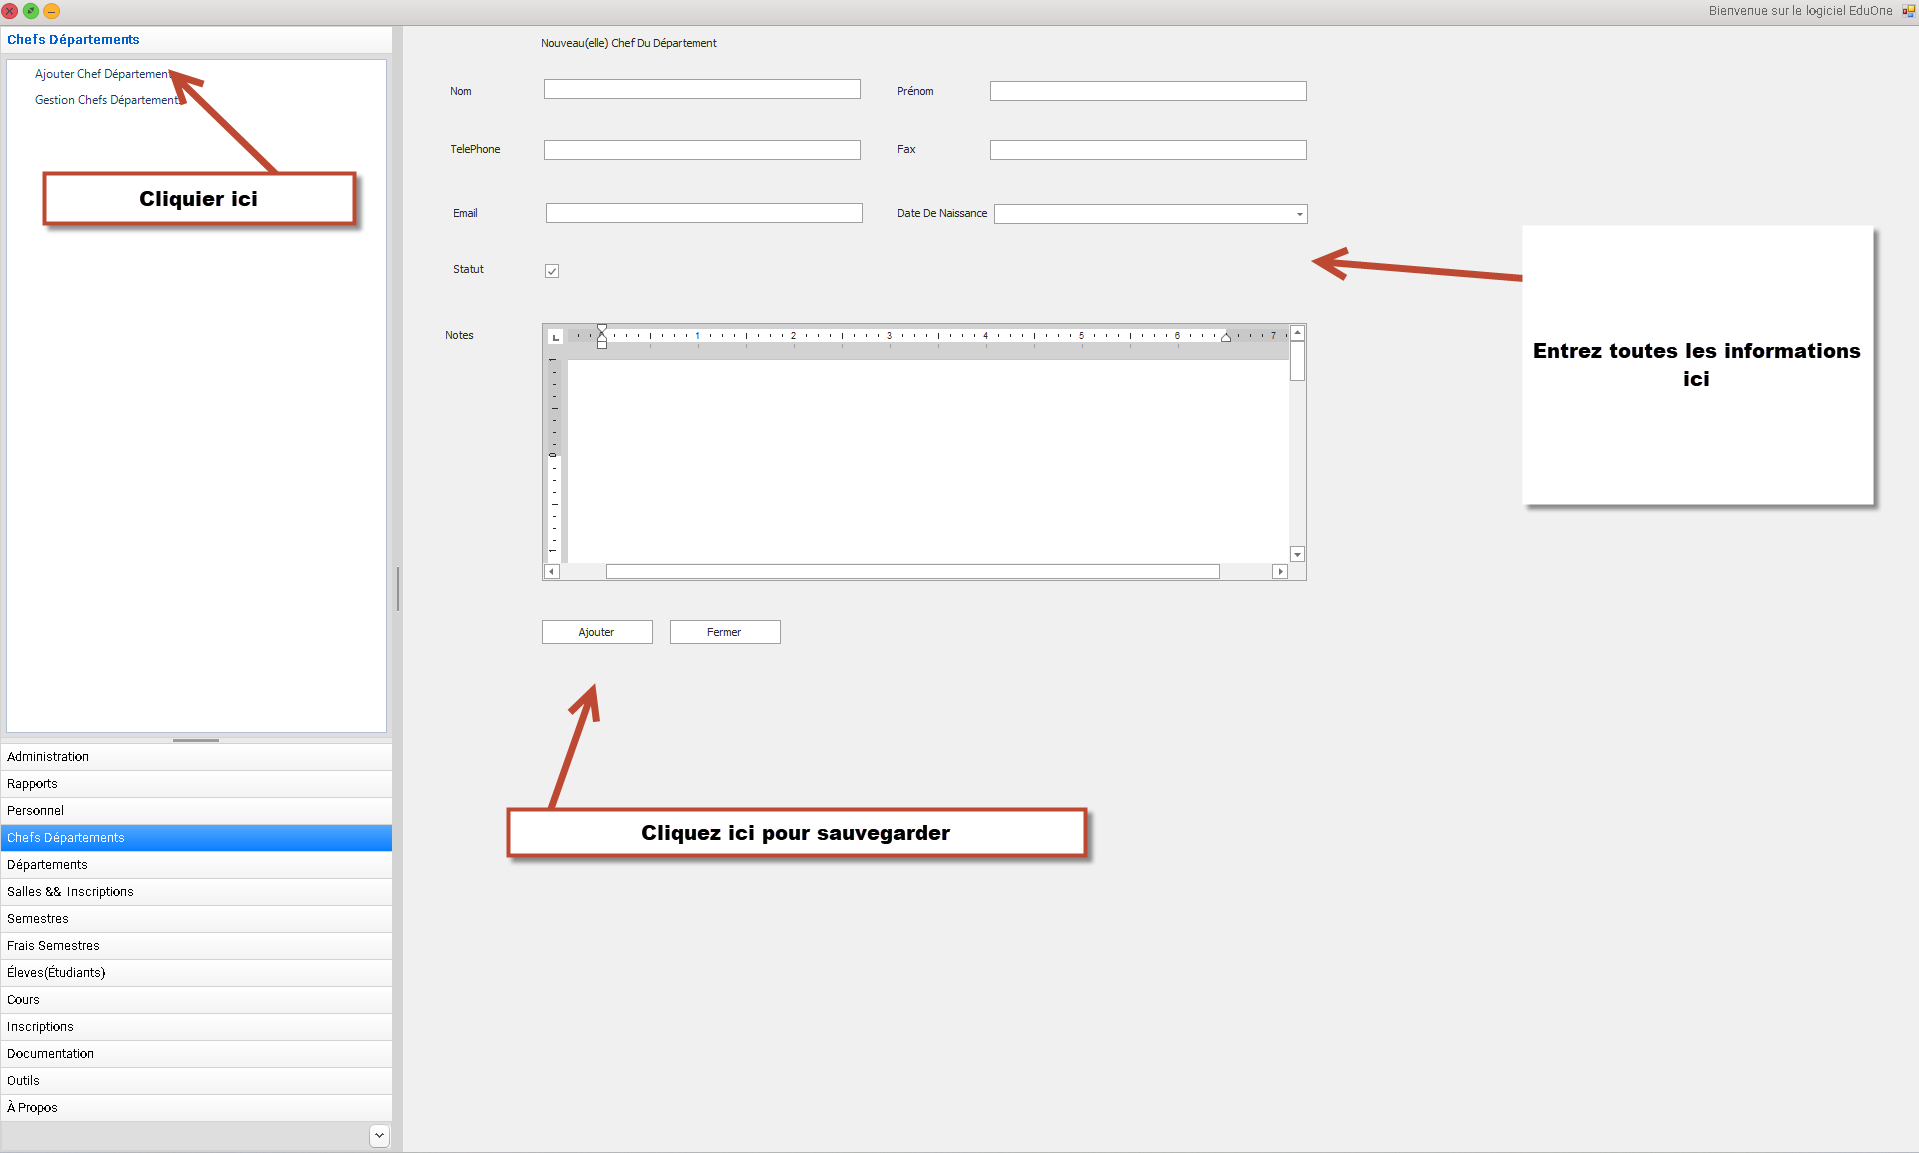 Bienvenue sur le logiciel EduOne
Chefs Départements
Ajouter Chef Département
Gestion Chefs Départements
Cliquier ici
Nouveau(elle) Chef Du Département
Nom
Prénom
TelePhone
Fax
Email
Date De Naissance
Statut
Notes
1 2 3 4 5 6 7
Entrez toutes les informations
ici
Ajouter
Fermer
Cliquez ici pour sauvegarder
Administration
Rapports
Personnel
Chefs Départements
Départements
Salles && Inscriptions
Semestres
Frais Semestres
Éleves(Étudiants)
Cours
Inscriptions
Documentation
Outils
À Propos